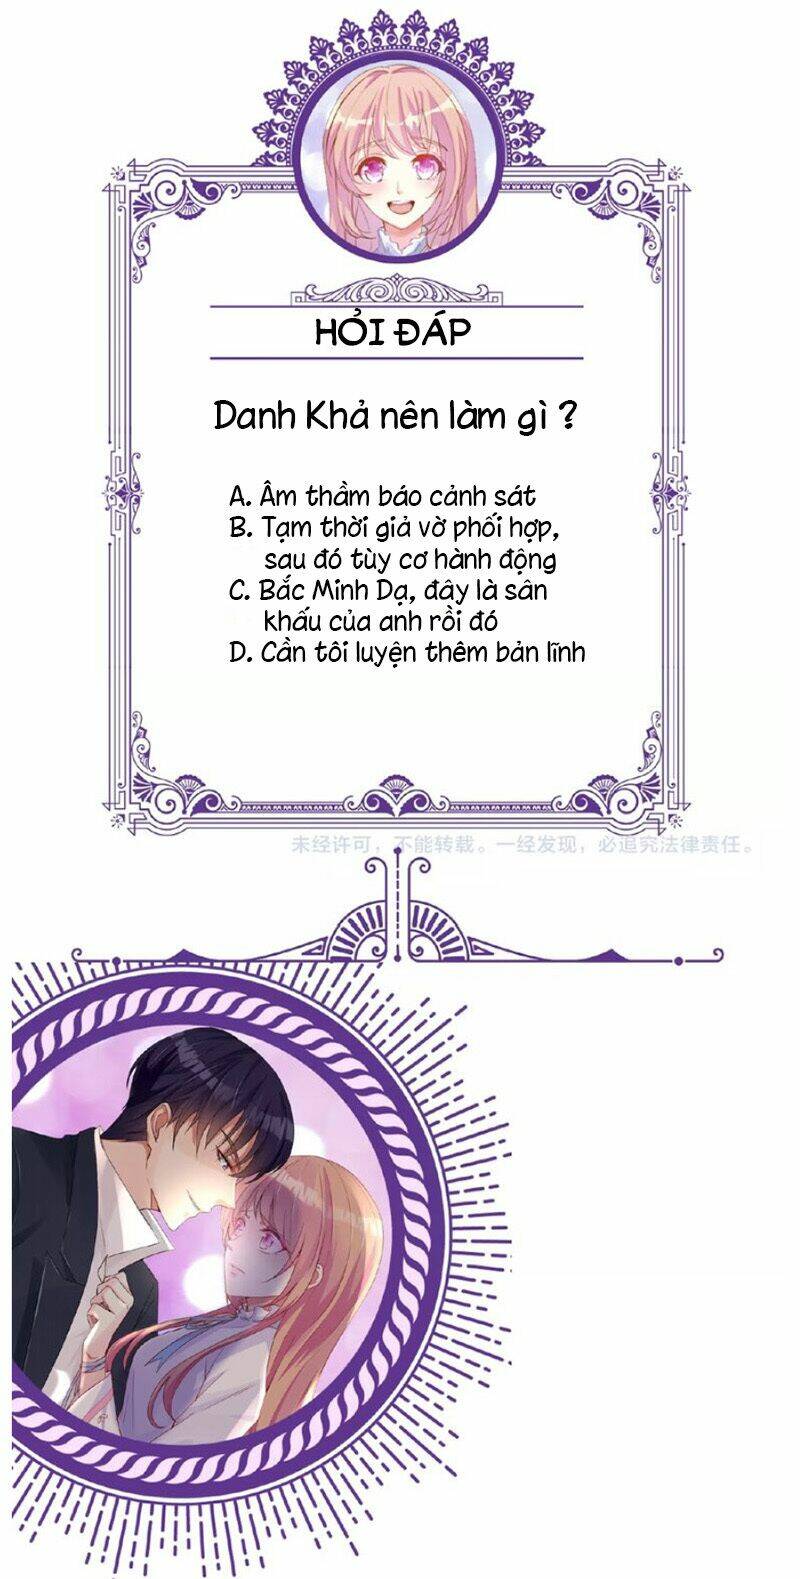 HỎI ĐÁP
Danh Khả nên làm gì ?
A. Âm thầm báo cảnh sát
B. Tạm thời giả vờ phối hợp,
sau đó tùy cơ hành động
C. Bắc Minh Dạ, đây là sân
khấu của anh rồi đó
D. Cần tôi luyện thêm bản lĩnh
未经许可，不能转载。一经发现，必追究法律责任。